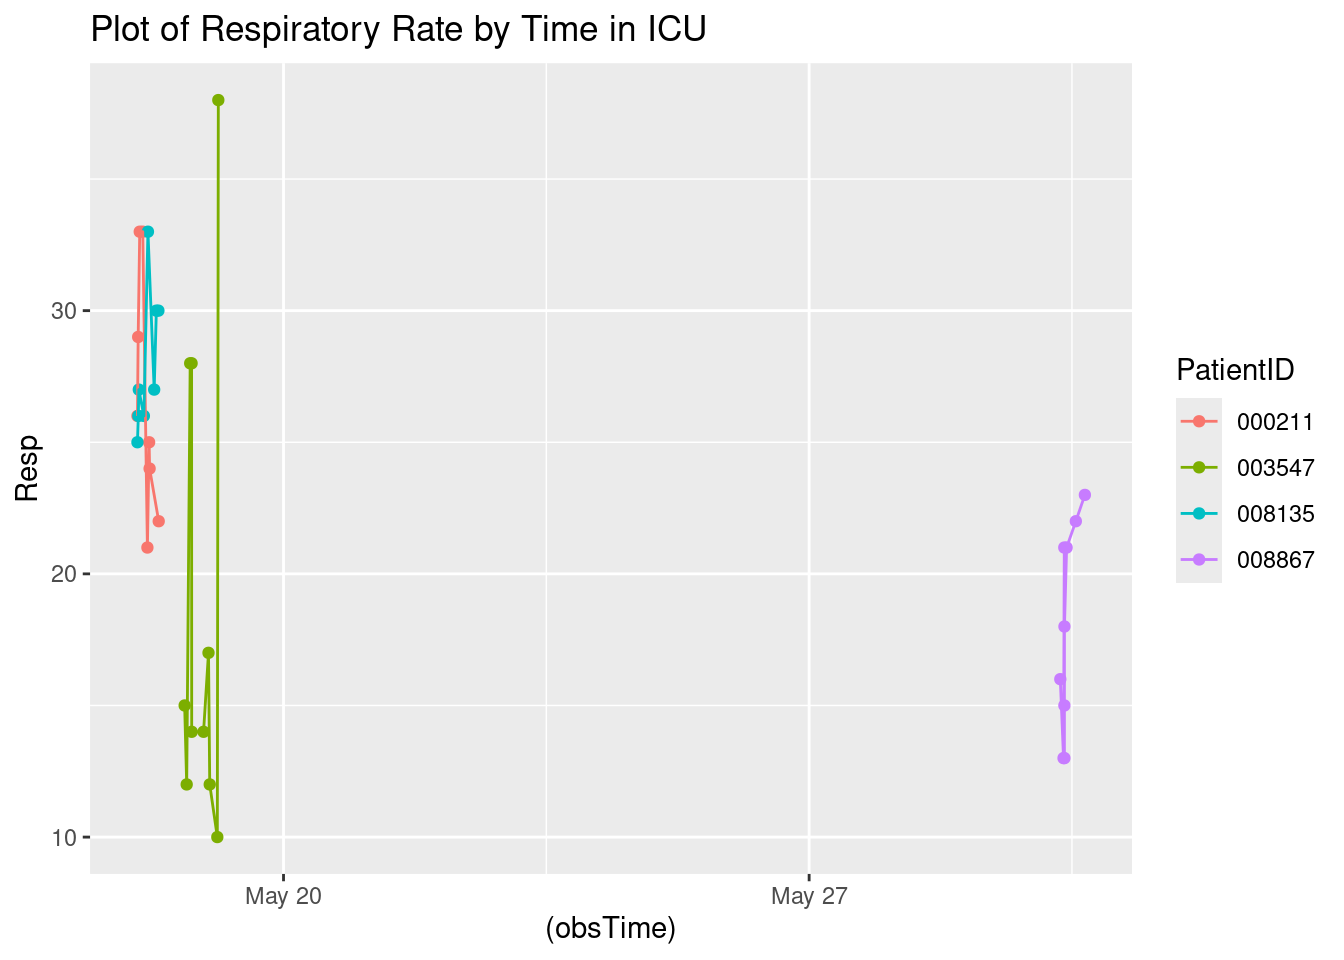 Plot of Respiratory Rate by Time in ICU
Resp
30
20
10
May 20
May 27
(obsTime)
PatientID
000211
003547
008135
008867